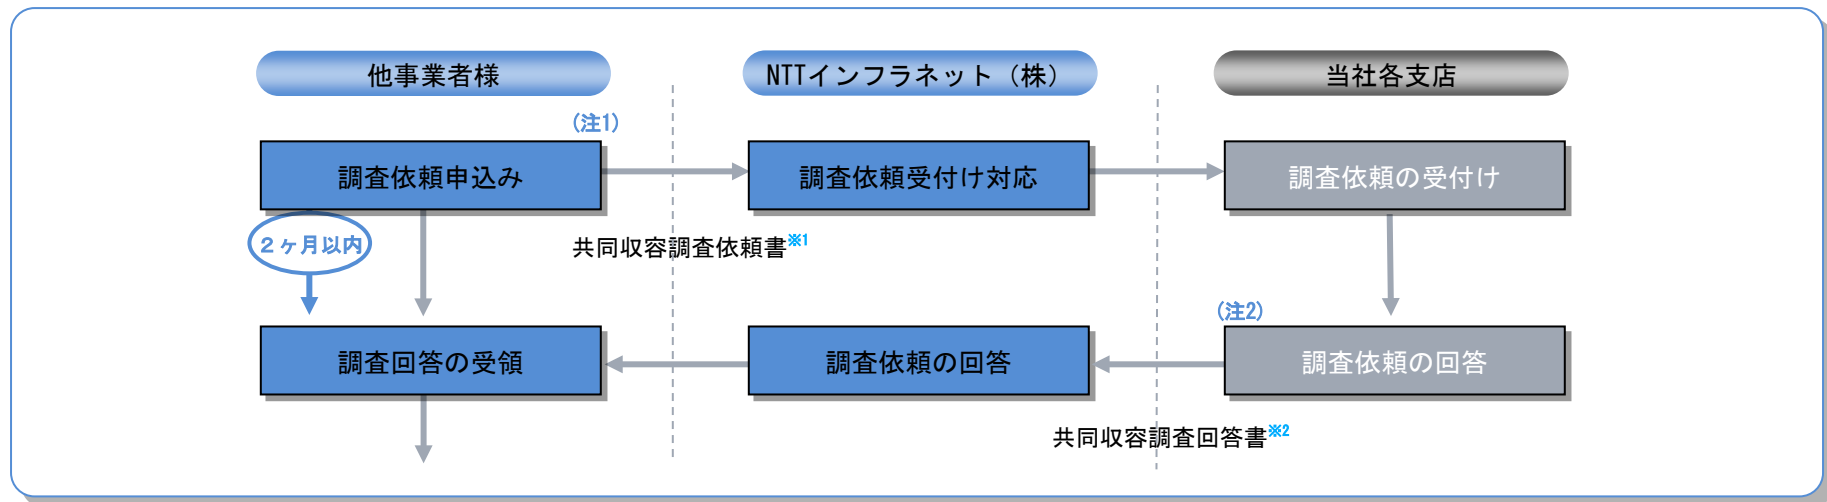 他事業者様
NTTインフラネット（株）
当社各支店
(注1)
調査依頼申込み
調査依頼受付け対応
調査依頼の受付け
２ヶ月以内
共同収容調査依頼書※1
(注2)
調査回答の受領
調査依頼の回答
調査依頼の回答
共同収容調査回答書※2